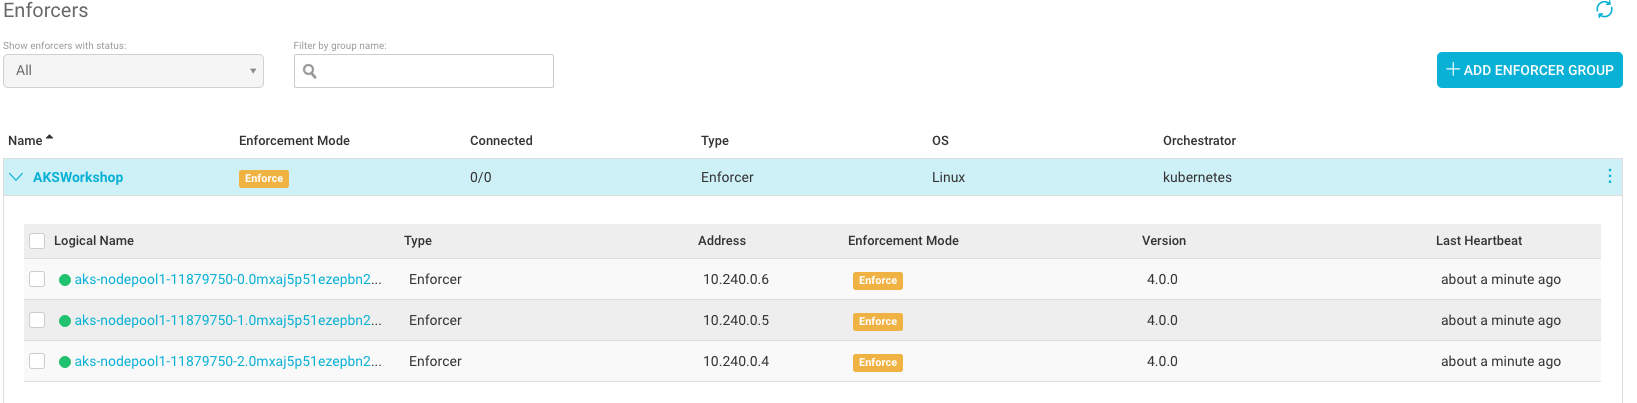 Enforcers
Show enforcers with status: Filter by group name:
All
+ ADD ENFORCER GROUP
Name Enforcement Mode Connected Type OS Orchestrator
AKSWorkshop Enforce 0/0 Enforcer Linux kubernetes
Logical Name Type Address Enforcement Mode Version Last Heartbeat
aks-nodepool1-11879750-0.0mxaj5p51ezepbn2... Enforcer 10.240.0.6 Enforce 4.0.0 about a minute ago
aks-nodepool1-11879750-1.0mxaj5p51ezepbn2... Enforcer 10.240.0.5 Enforce 4.0.0 about a minute ago
aks-nodepool1-11879750-2.0mxaj5p51ezepbn2... Enforcer 10.240.0.4 Enforce 4.0.0 about a minute ago